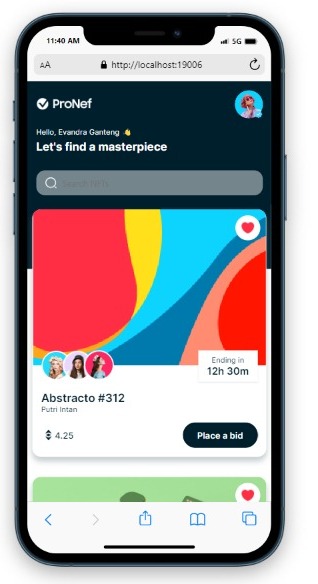 11:40 AM
5G
AA
http://localhost:19006
ProNef
Hello, Evandra Ganteng 👋
Let's find a masterpiece
Search NFTs
Ending in
12h 30m
Abstracto #312
Putri Intan
4.25
Place a bid